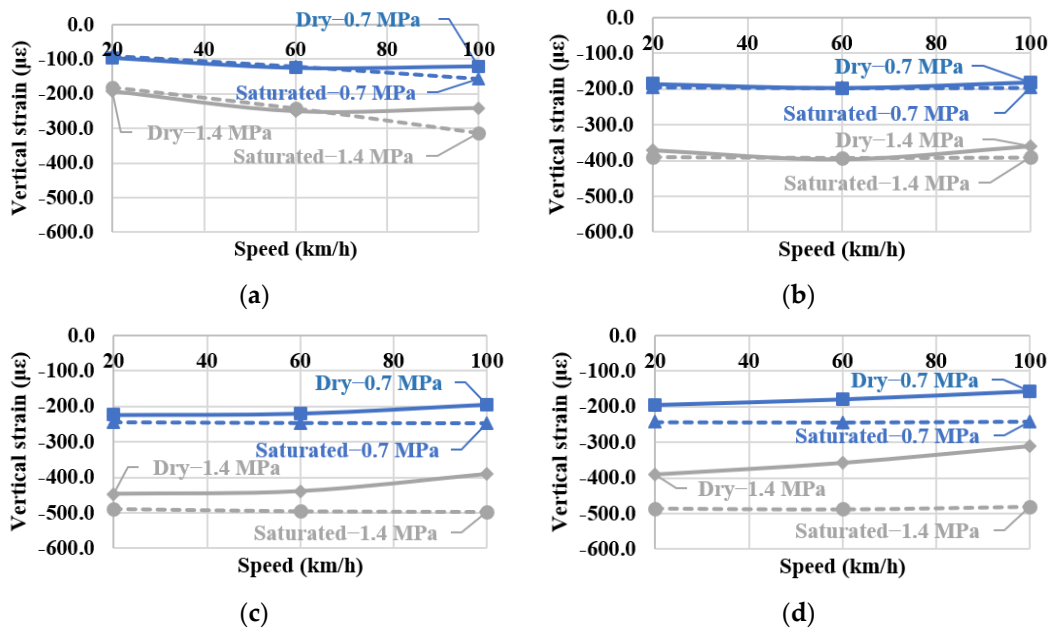 0.0
-100.0
-200.0
-300.0
-400.0
-500.0
-600.0
20
40
60
80
100
Vertical strain (με)
Speed (km/h)
Dry−0.7 MPa
Saturated−0.7 MPa
Dry−1.4 MPa
Saturated−1.4 MPa
(a)
0.0
-100.0
-200.0
-300.0
-400.0
-500.0
-600.0
20
40
60
80
100
Vertical strain (με)
Speed (km/h)
Dry−0.7 MPa
Saturated−0.7 MPa
Dry−1.4 MPa
Saturated−1.4 MPa
(b)
0.0
-100.0
-200.0
-300.0
-400.0
-500.0
-600.0
20
40
60
80
100
Vertical strain (με)
Speed (km/h)
Dry−0.7 MPa
Saturated−0.7 MPa
Dry−1.4 MPa
Saturated−1.4 MPa
(c)
0.0
-100.0
-200.0
-300.0
-400.0
-500.0
-600.0
20
40
60
80
100
Vertical strain (με)
Speed (km/h)
Dry−0.7 MPa
Saturated−0.7 MPa
Dry−1.4 MPa
Saturated−1.4 MPa
(d)